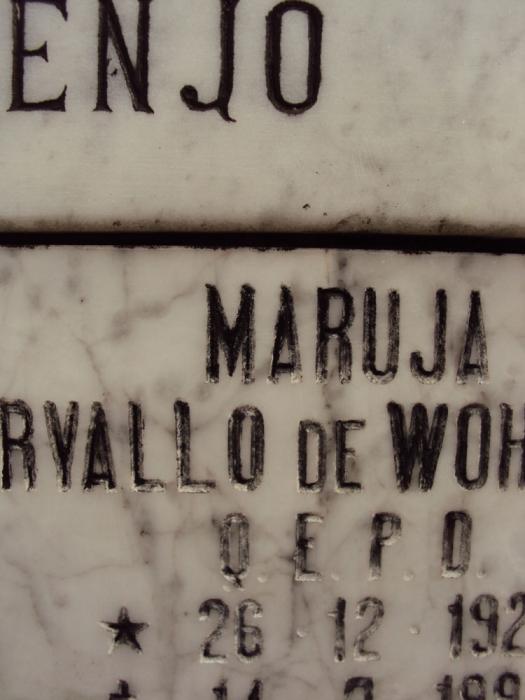 ENJO
MARUJA
RVALLO DE WOH
Q.E.P.D.
★ 26 · 12 · 192